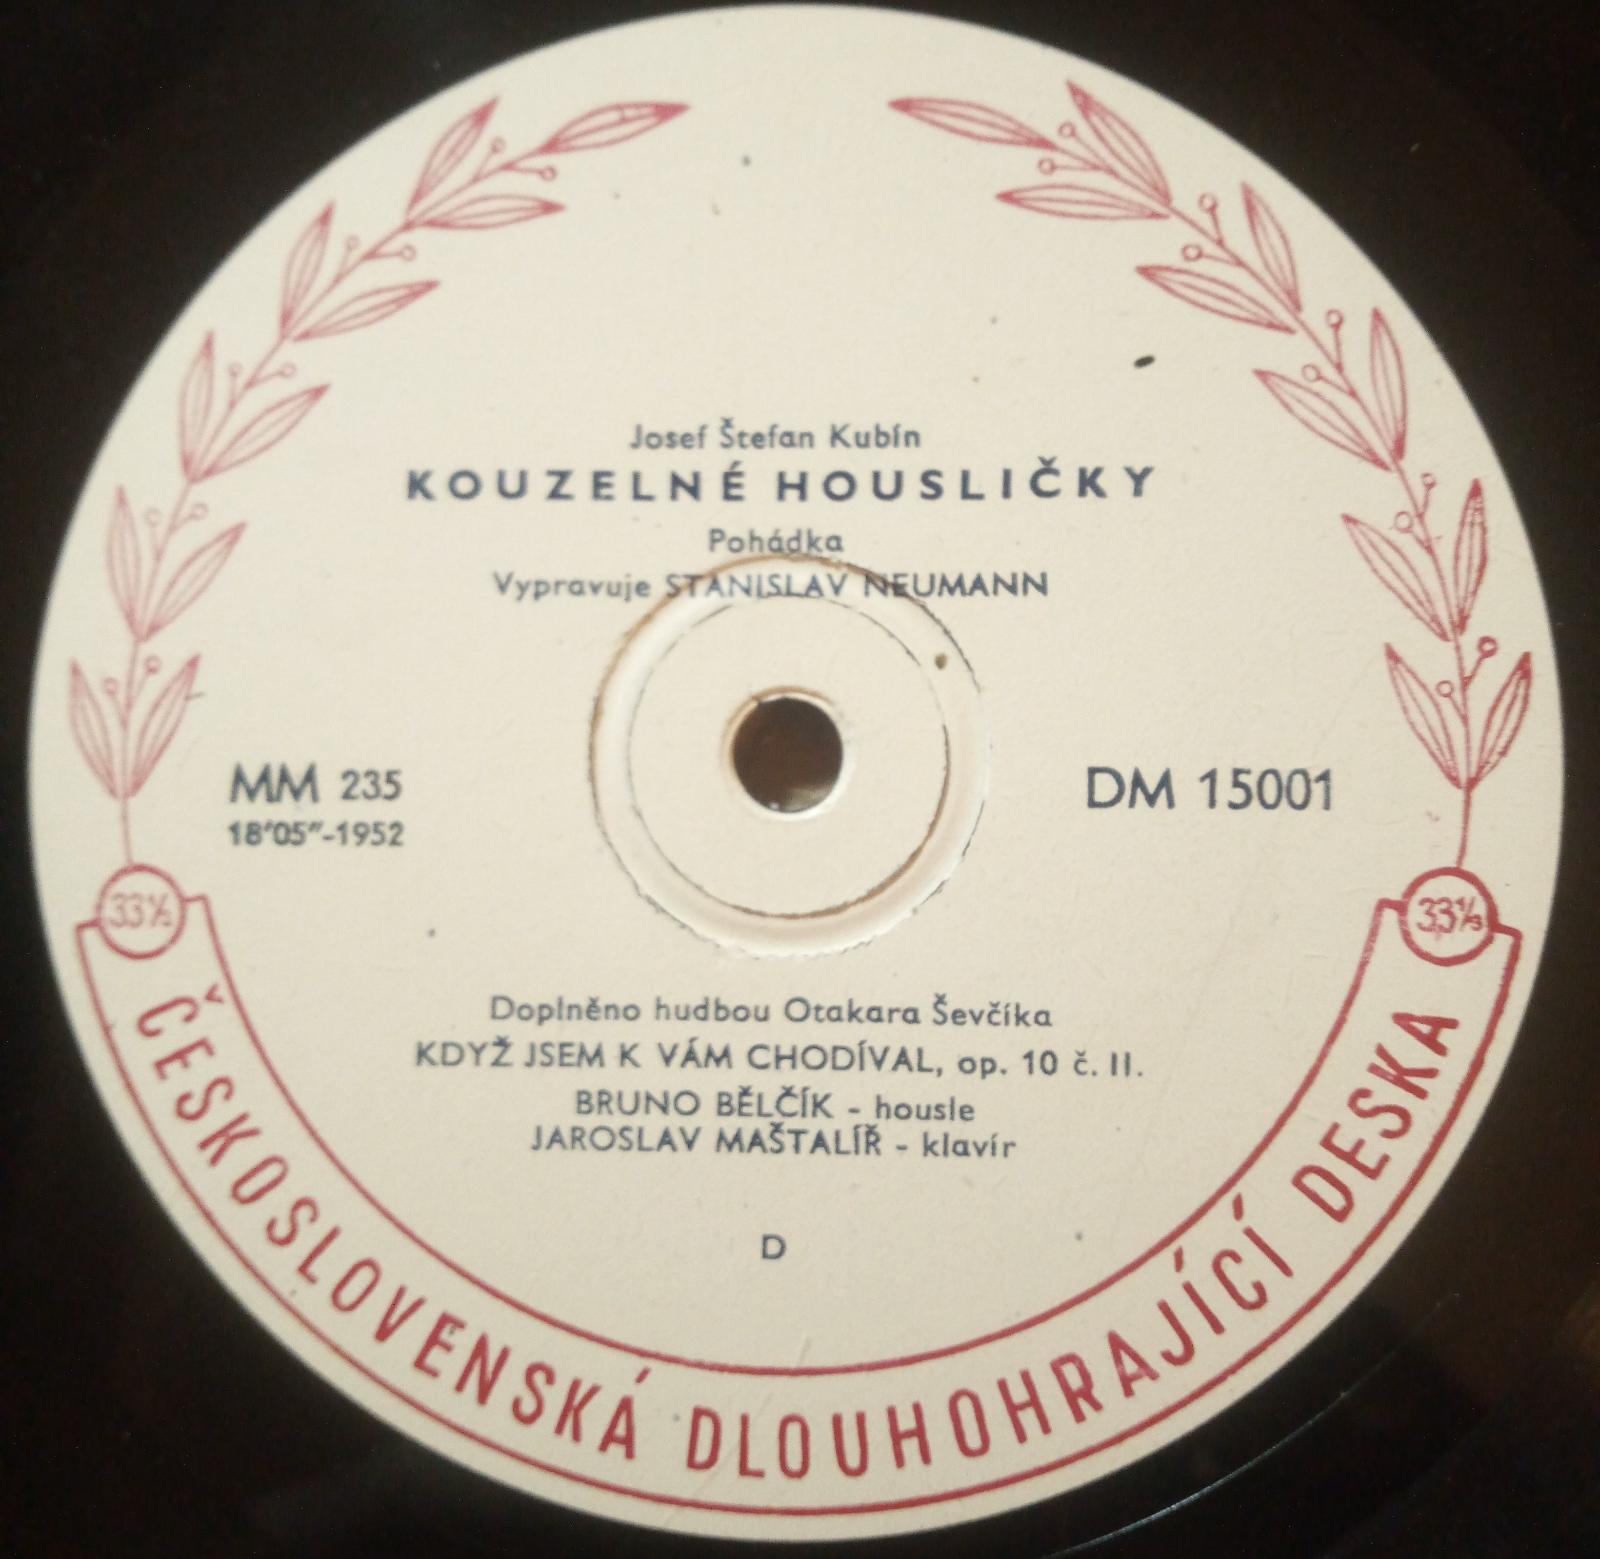 Josef Štefan Kubín
KOUZELNÉ HOUSLIČKY
Pohádka
Vypravuje STANISLAV NEUMANN
MM 235
18'05"-1952
DM 15001
33⅓
33⅓
Doplněno hudbou Otakara Ševčíka
KDYŽ JSEM K VÁM CHODÍVAL, op. 10 č. II.
BRUNO BĚLČÍK - housle
JAROSLAV MAŠTALÍŘ - klavír
D
ČESKOSLOVENSKÁ DLOUHOHRAJÍCÍ DESKA